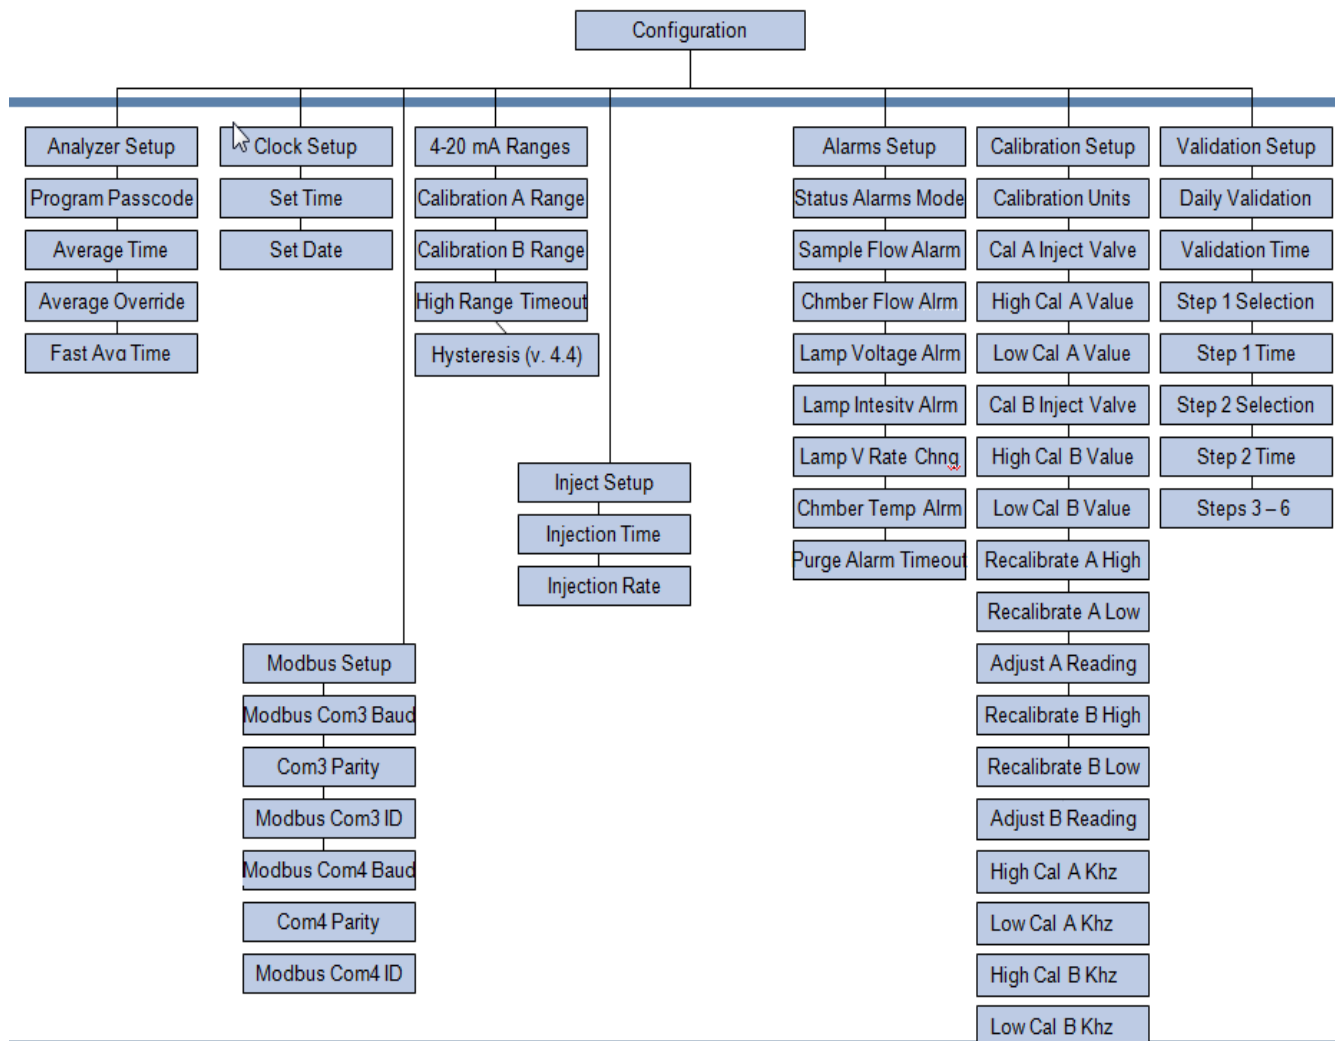 Configuration
Analyzer Setup
Program Passcode
Average Time
Average Override
Fast Avg Time
Clock Setup
Set Time
Set Date
4-20 mA Ranges
Calibration A Range
Calibration B Range
High Range Timeout
Hysteresis (v. 4.4)
Inject Setup
Injection Time
Injection Rate
Modbus Setup
Modbus Com3 Baud
Com3 Parity
Modbus Com3 ID
Modbus Com4 Baud
Com4 Parity
Modbus Com4 ID
Alarms Setup
Status Alarms Mode
Sample Flow Alarm
Chmber Flow Alrm
Lamp Voltage Alrm
Lamp Intesity Alrm
Lamp V Rate Chng
Chmber Temp Alrm
Purge Alarm Timeout
Calibration Setup
Calibration Units
Cal A Inject Valve
High Cal A Value
Low Cal A Value
Cal B Inject Valve
High Cal B Value
Low Cal B Value
Recalibrate A High
Recalibrate A Low
Adjust A Reading
Recalibrate B High
Recalibrate B Low
Adjust B Reading
High Cal A Khz
Low Cal A Khz
High Cal B Khz
Low Cal B Khz
Validation Setup
Daily Validation
Validation Time
Step 1 Selection
Step 1 Time
Step 2 Selection
Step 2 Time
Steps 3 – 6